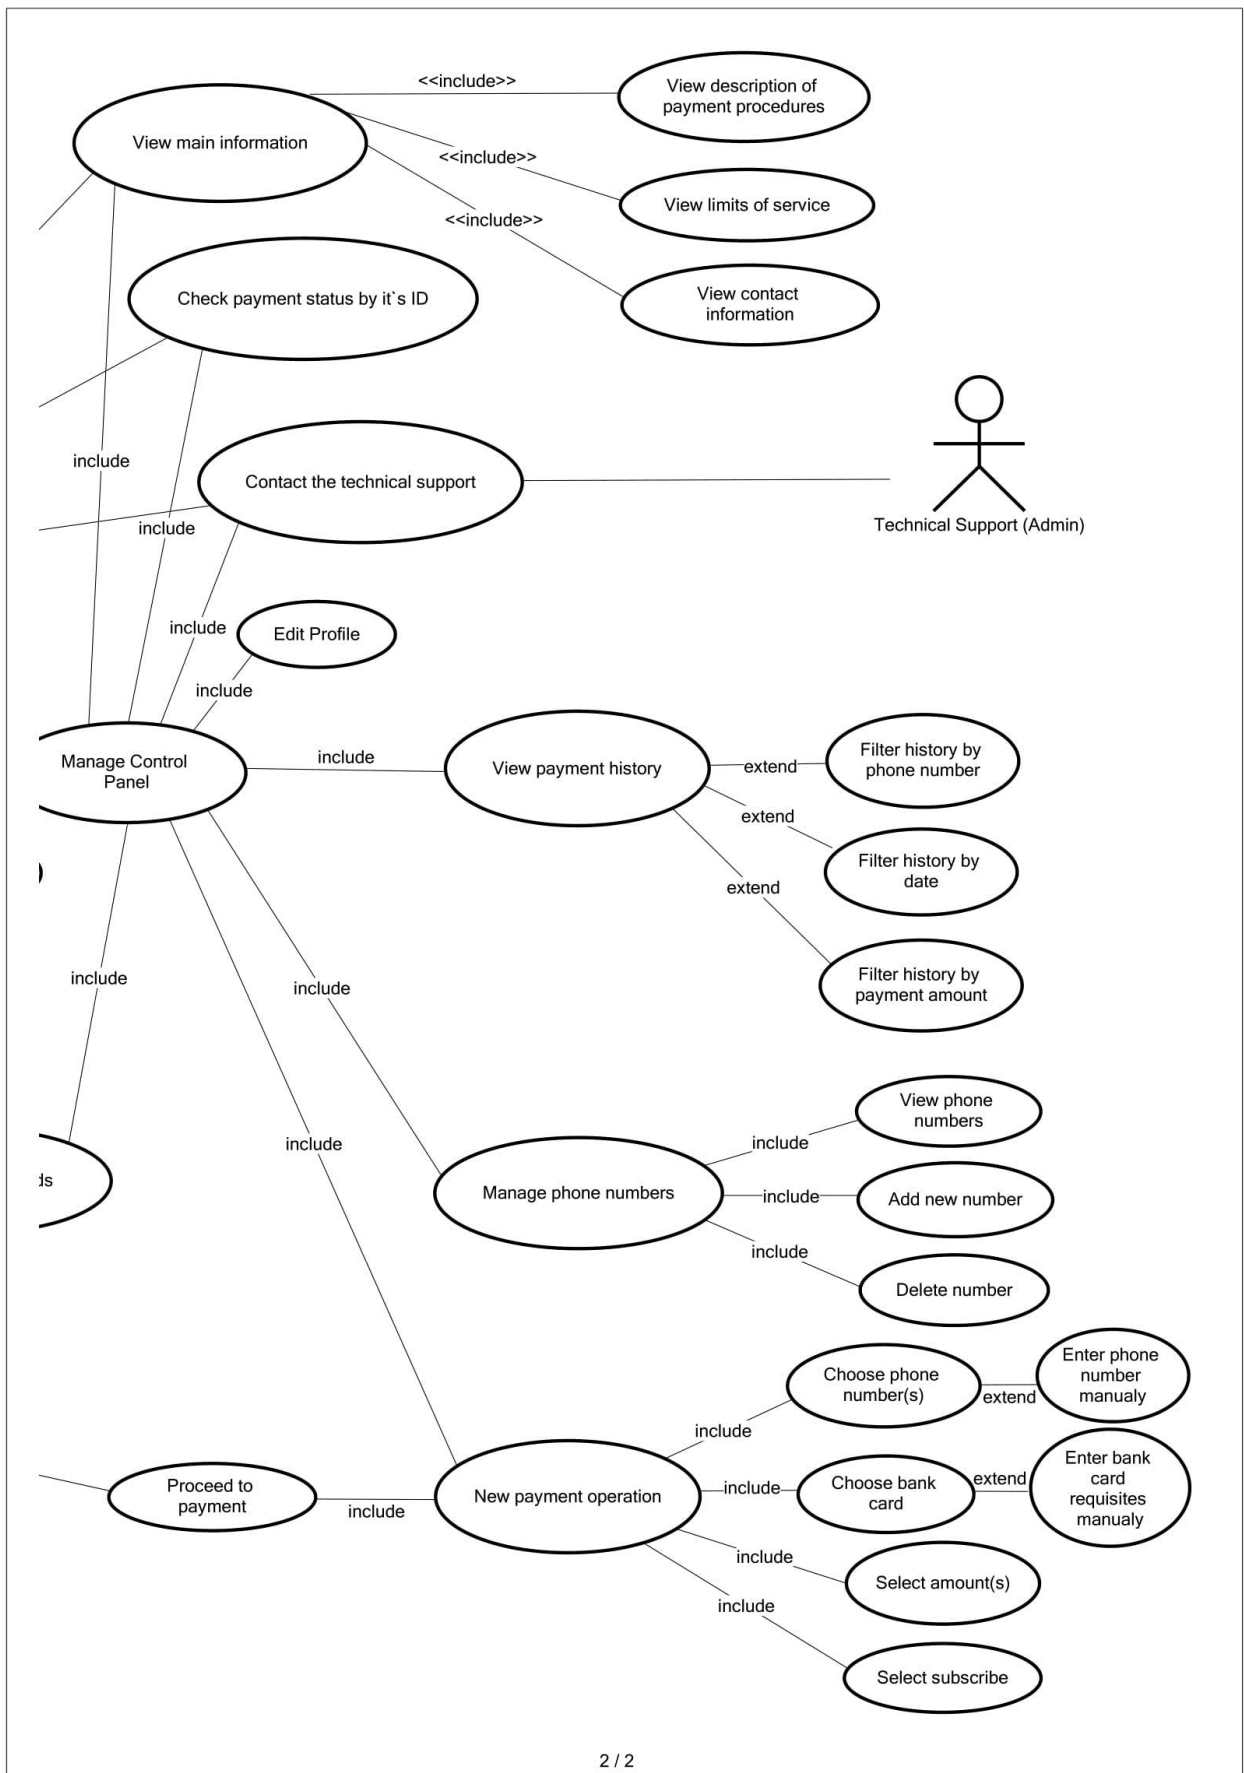 <<include>>
View description of
payment procedures
View main information
<<include>>
View limits of service
<<include>>
View contact
information
Check payment status by it`s ID
include
Contact the technical support
include
Technical Support (Admin)
include
Edit Profile
include
Manage Control
Panel
include
View payment history
extend
Filter history by
phone number
extend
Filter history by
date
extend
Filter history by
payment amount
include
include
include
View phone
numbers
include
ds
Manage phone numbers
include
Add new number
include
Delete number
Choose phone
number(s)
extend
Enter phone
number
manualy
include
Proceed to
payment
include
New payment operation
include
Choose bank
card
extend
Enter bank
card
requisites
manualy
include
Select amount(s)
include
Select subscribe
2 / 2